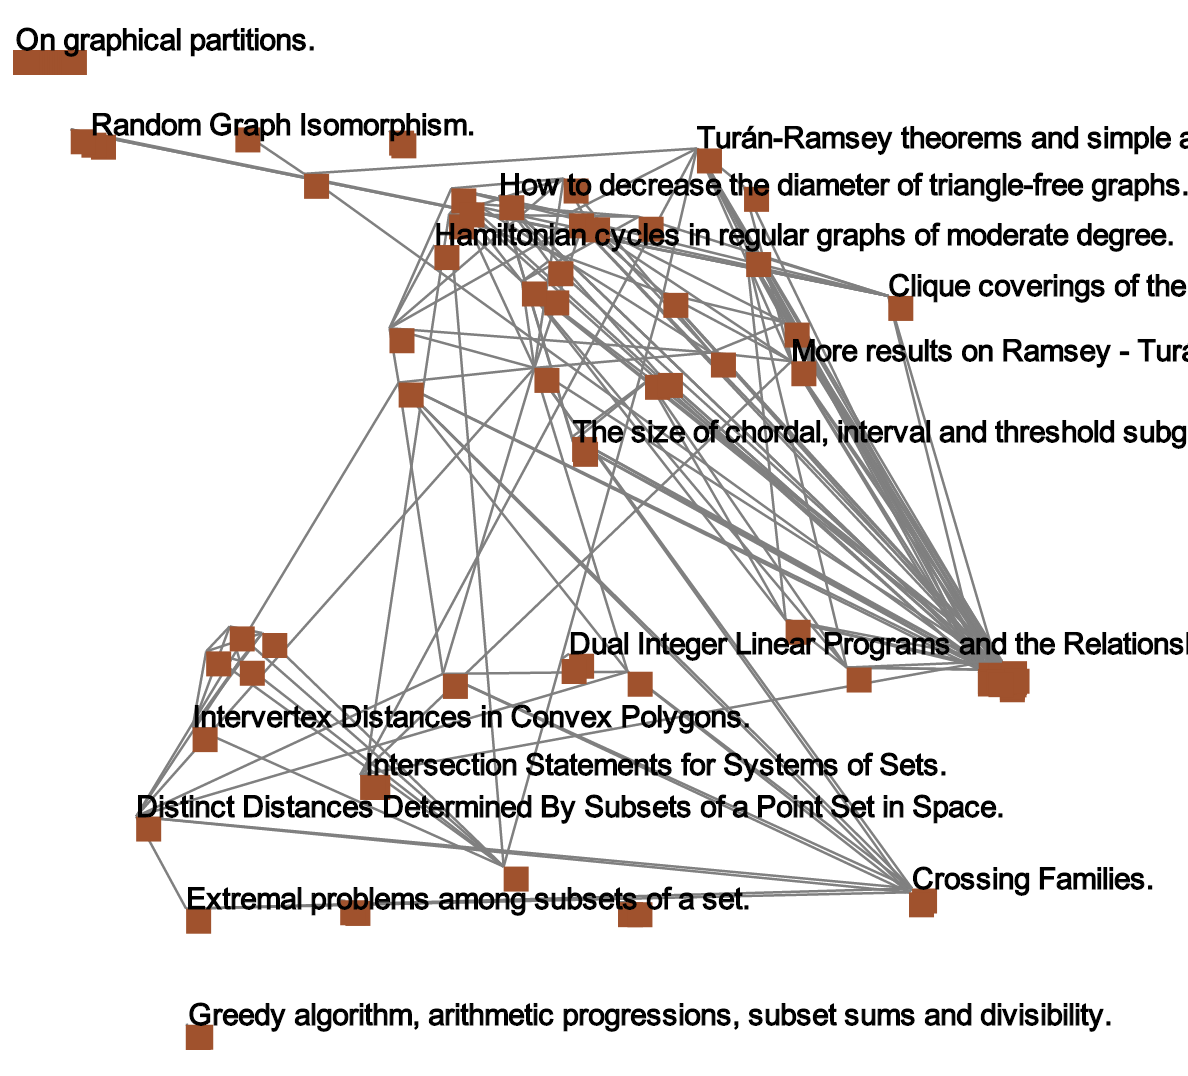 On graphical partitions.
Random Graph Isomorphism.
Turán-Ramsey theorems and simple a
How to decrease the diameter of triangle-free graphs.
Hamiltonian cycles in regular graphs of moderate degree.
Clique coverings of the
More results on Ramsey - Turá
The size of chordal, interval and threshold subg
Dual Integer Linear Programs and the Relationsh
Intervertex Distances in Convex Polygons.
Intersection Statements for Systems of Sets.
Distinct Distances Determined By Subsets of a Point Set in Space.
Crossing Families.
Extremal problems among subsets of a set.
Greedy algorithm, arithmetic progressions, subset sums and divisibility.